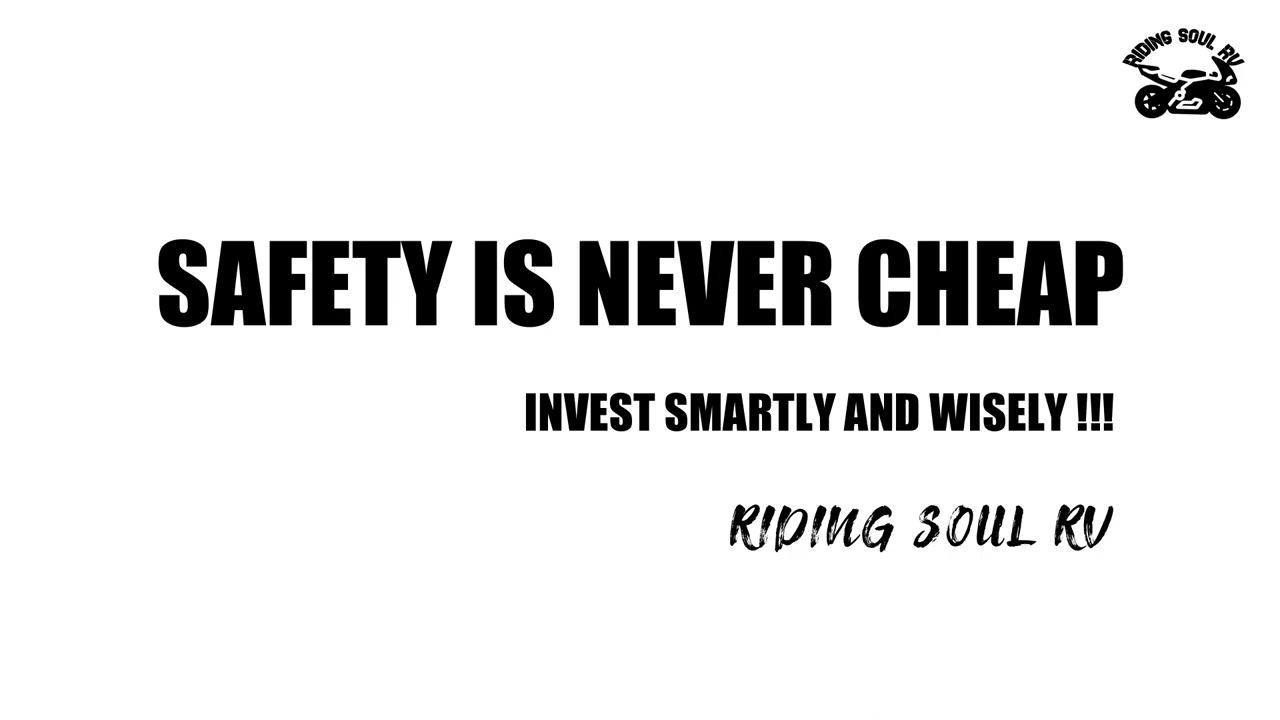 RIDING SOUL RV
SAFETY IS NEVER CHEAP
INVEST SMARTLY AND WISELY !!!
RIDING SOUL RV